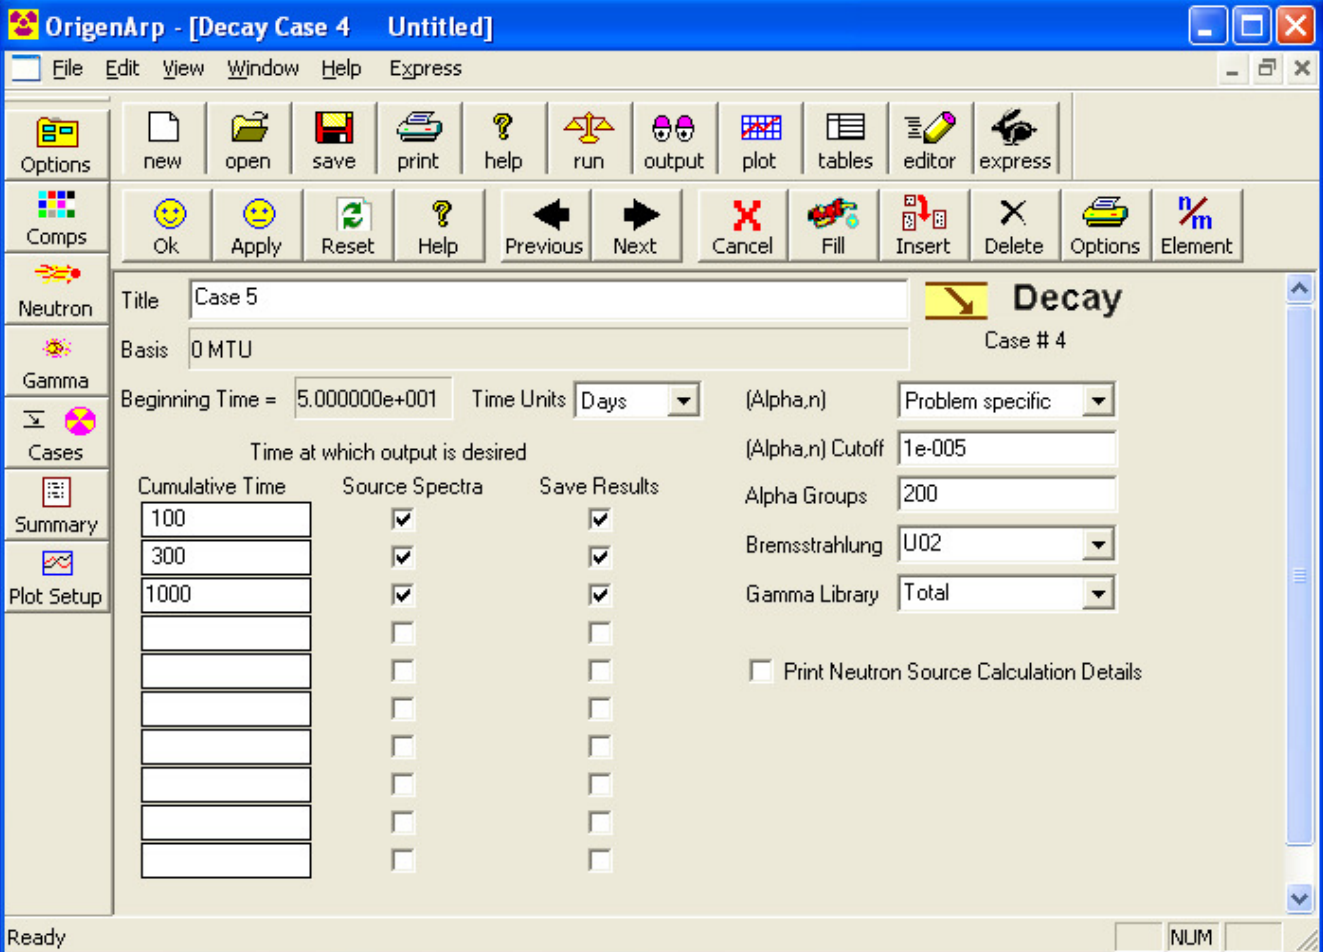 OrigenArp - [Decay Case 4 Untitled]
File Edit View Window Help Express
Options
new open save print help run output plot tables editor express
Comps
Ok Apply Reset Help Previous Next Cancel Fill Insert Delete Options n/m Element
Neutron
Gamma
Cases
Summary
Plot Setup
Title Case 5
Decay
Basis 0 MTU
Case # 4
Beginning Time = 5.000000e+001 Time Units Days
(Alpha,n) Problem specific
Time at which output is desired
(Alpha,n) Cutoff 1e-005
Cumulative Time Source Spectra Save Results
Alpha Groups 200
100
300
Bremsstrahlung U02
1000
Gamma Library Total
Print Neutron Source Calculation Details
Ready NUM